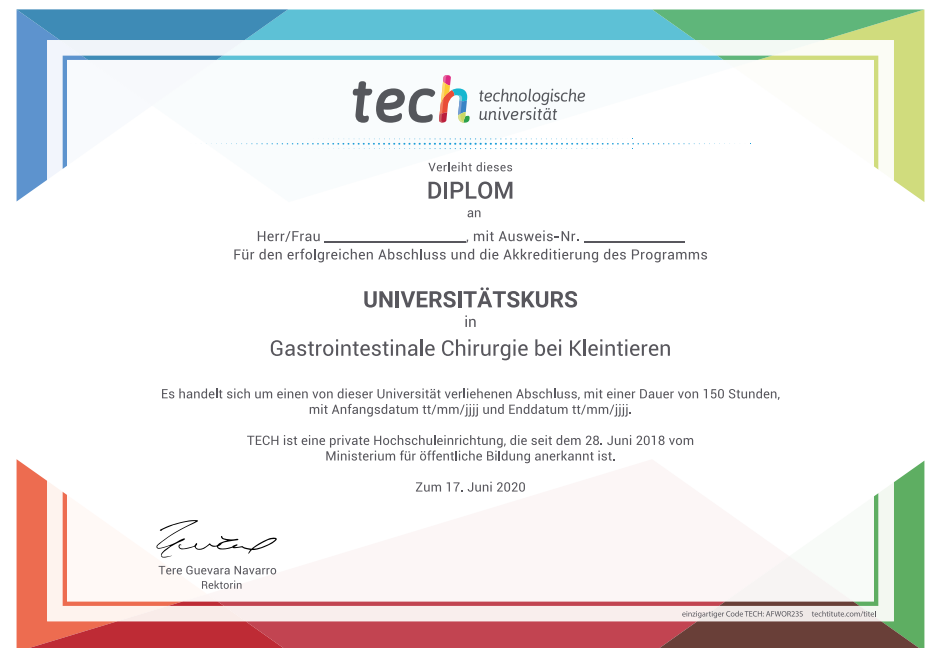 tech technologische
universität
Verleiht dieses
DIPLOM
an
Herr/Frau ________________, mit Ausweis-Nr. ____________
Für den erfolgreichen Abschluss und die Akkreditierung des Programms
UNIVERSITÄTSKURS
in
Gastrointestinale Chirurgie bei Kleintieren
Es handelt sich um einen von dieser Universität verliehenen Abschluss, mit einer Dauer von 150 Stunden,
mit Anfangsdatum tt/mm/jjjj und Enddatum tt/mm/jjjj.
TECH ist eine private Hochschuleinrichtung, die seit dem 28. Juni 2018 vom
Ministerium für öffentliche Bildung anerkannt ist.
Zum 17. Juni 2020
Tere Guevara Navarro
Rektorin
einzigartiger Code TECH: AFWOR235 techtitute.com/titel